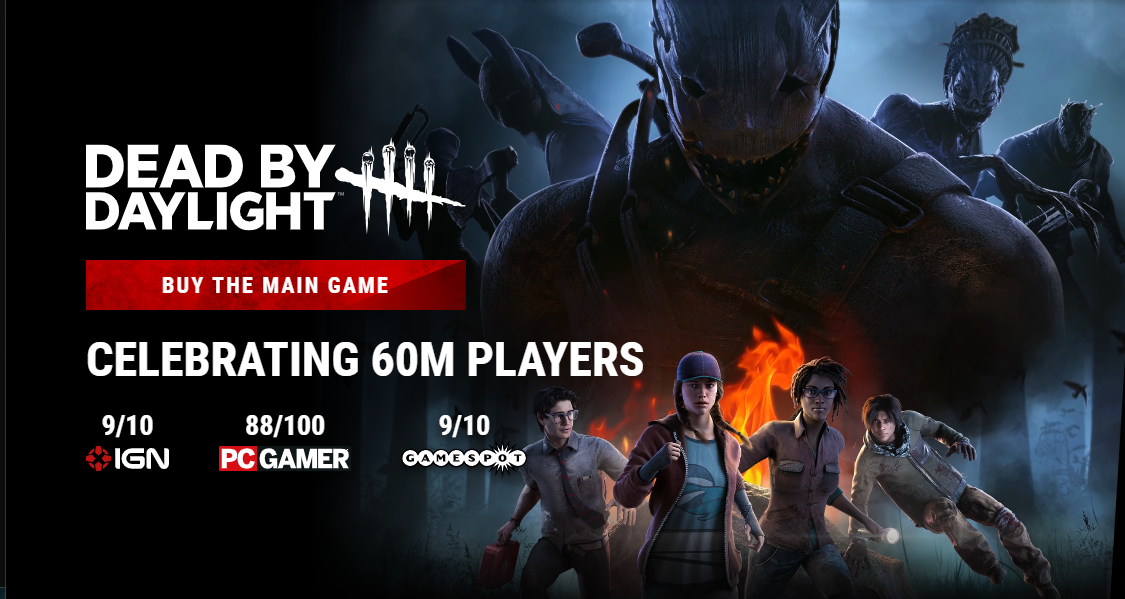 DEAD BY
DAYLIGHT™
BUY THE MAIN GAME
CELEBRATING 60M PLAYERS
9/10 88/100 9/10
IGN PC GAMER GAMESPOT